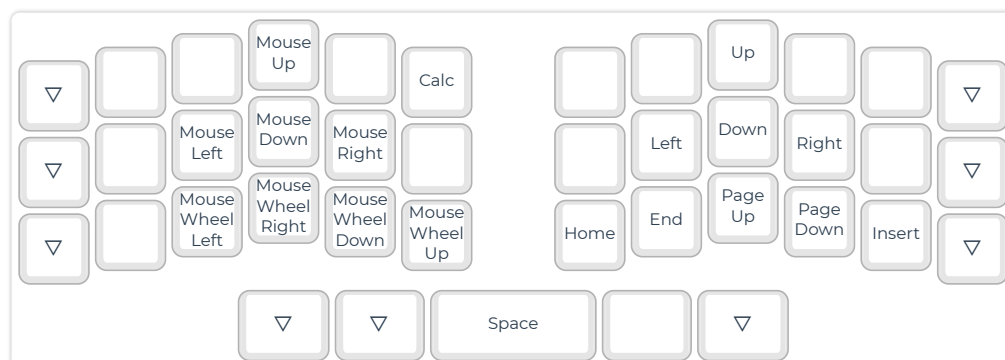 Mouse
Up
Calc
Up
▽
▽
Mouse
Left
Mouse
Down
Mouse
Right
Left
Down
Right
▽
▽
Mouse
Wheel
Left
Mouse
Wheel
Right
Mouse
Wheel
Down
Mouse
Wheel
Up
Home
End
Page
Up
Page
Down
Insert
▽
▽
▽
▽
Space
▽